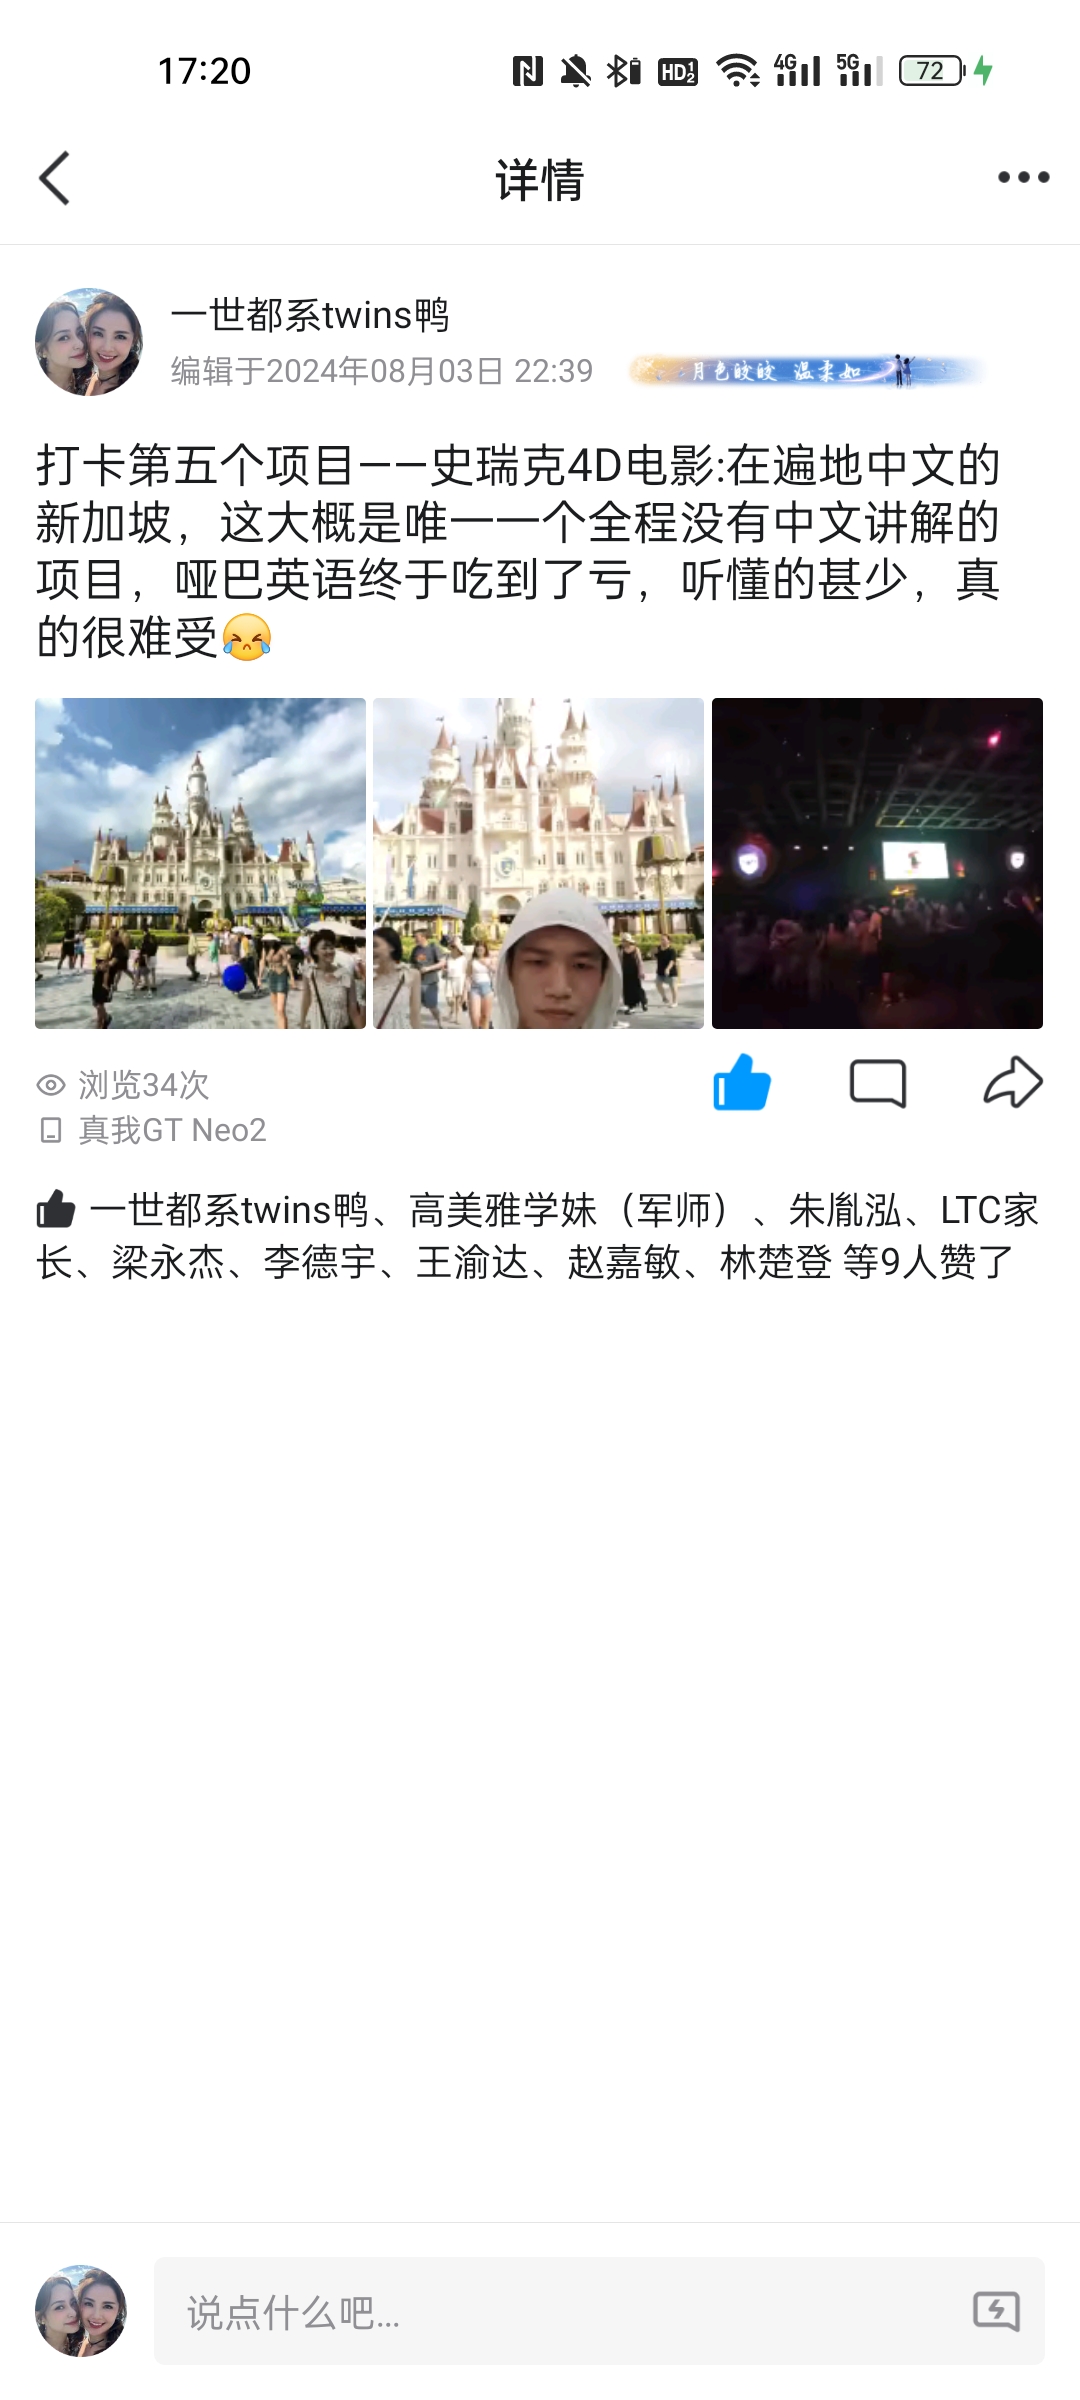 17:20
HD 1 2
4G
5G
72
详情
一世都系twins鸭
编辑于2024年08月03日 22:39
月色皎皎 温柔如
打卡第五个项目——史瑞克4D电影:在遍地中文的
新加坡，这大概是唯一一个全程没有中文讲解的
项目，哑巴英语终于吃到了亏，听懂的甚少，真
的很难受😹
浏览34次
真我GT Neo2
一世都系twins鸭、高美雅学妹（军师）、朱胤泓、LTC家
长、梁永杰、李德宇、王渝达、赵嘉敏、林楚登 等9人赞了
说点什么吧...